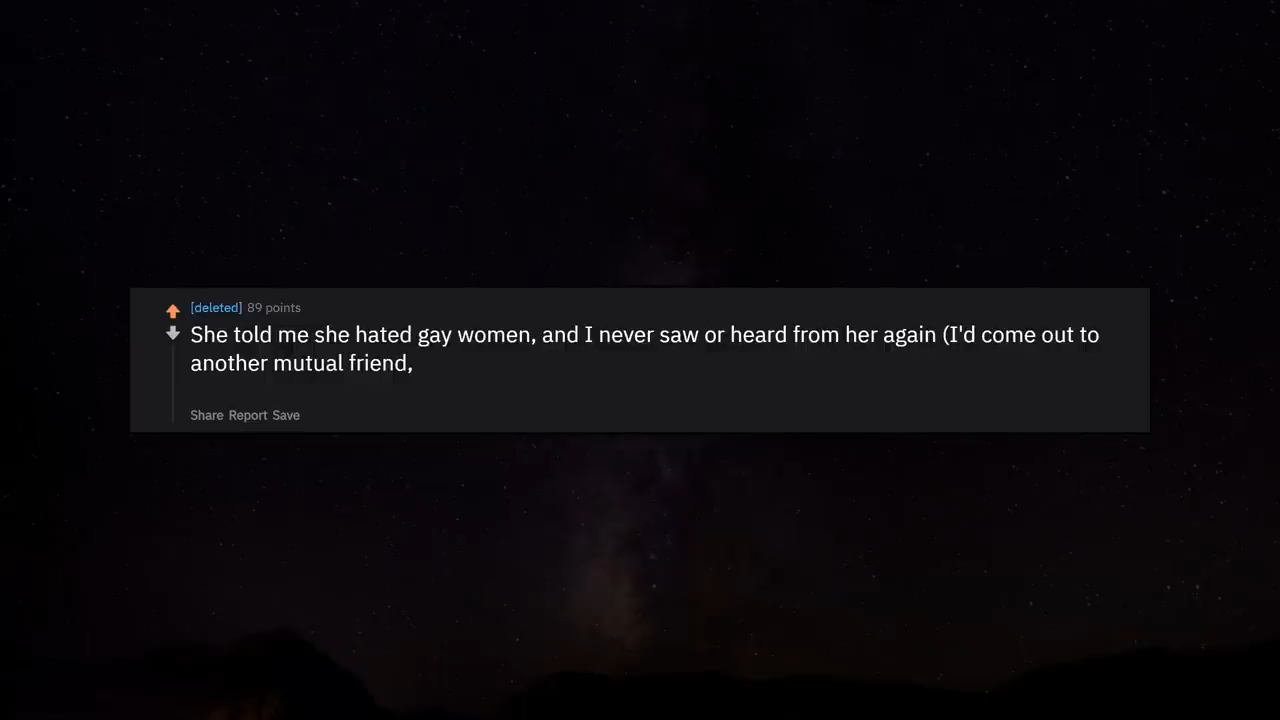 [deleted] 89 points
She told me she hated gay women, and I never saw or heard from her again (I'd come out to
another mutual friend,
Share Report Save